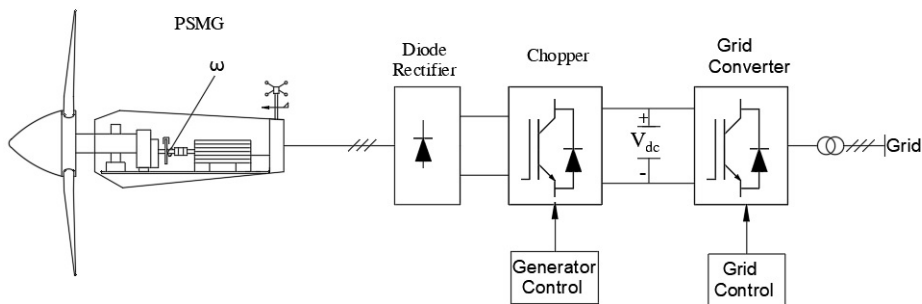 PSMG
ω
Diode
Rectifier
Chopper
Grid
Converter
+
V dc
-
Grid
Generator
Control
Grid
Control